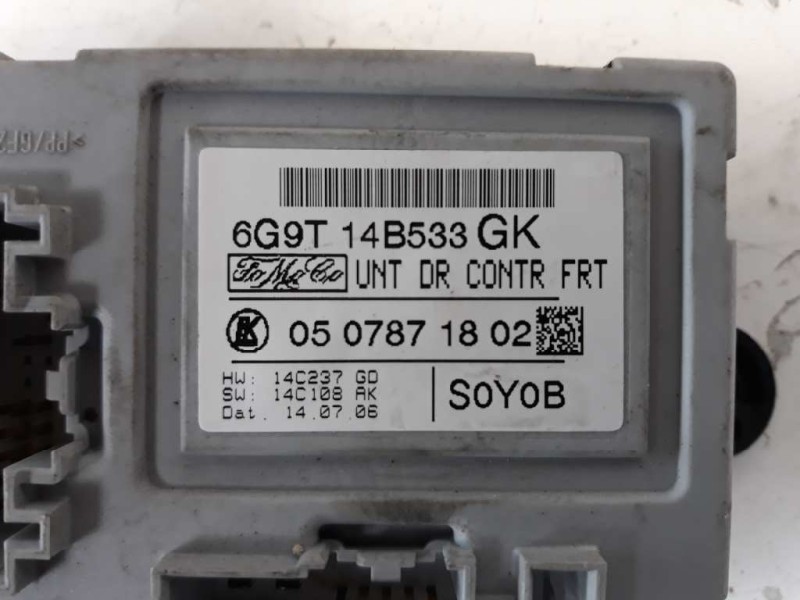 6G9T 14B533 GK
FoMoCo UNT DR CONTR FRT
K 05 0787 18 02
HW: 14C237 GD
SW: 14C108 AK
Dat. 14.07.06
S0Y0B